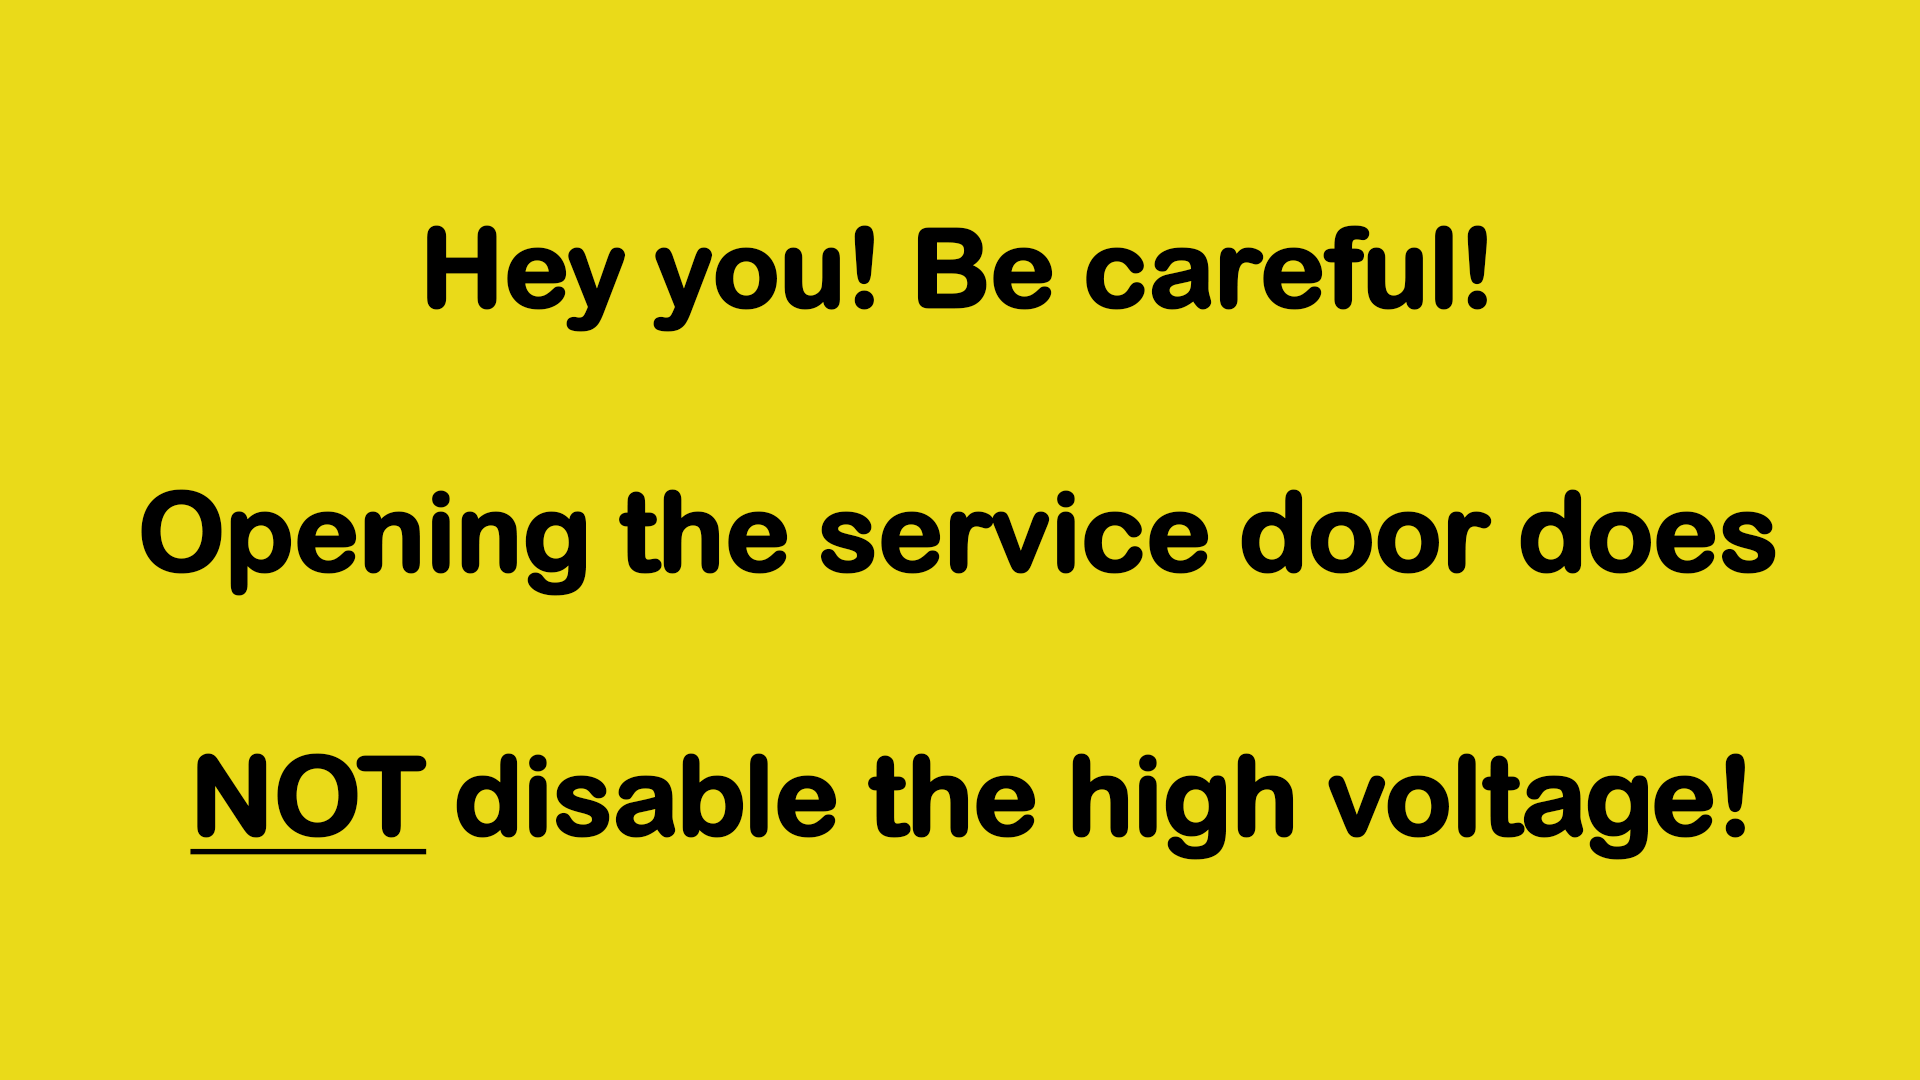 Hey you! Be careful!
Opening the service door does
NOT disable the high voltage!